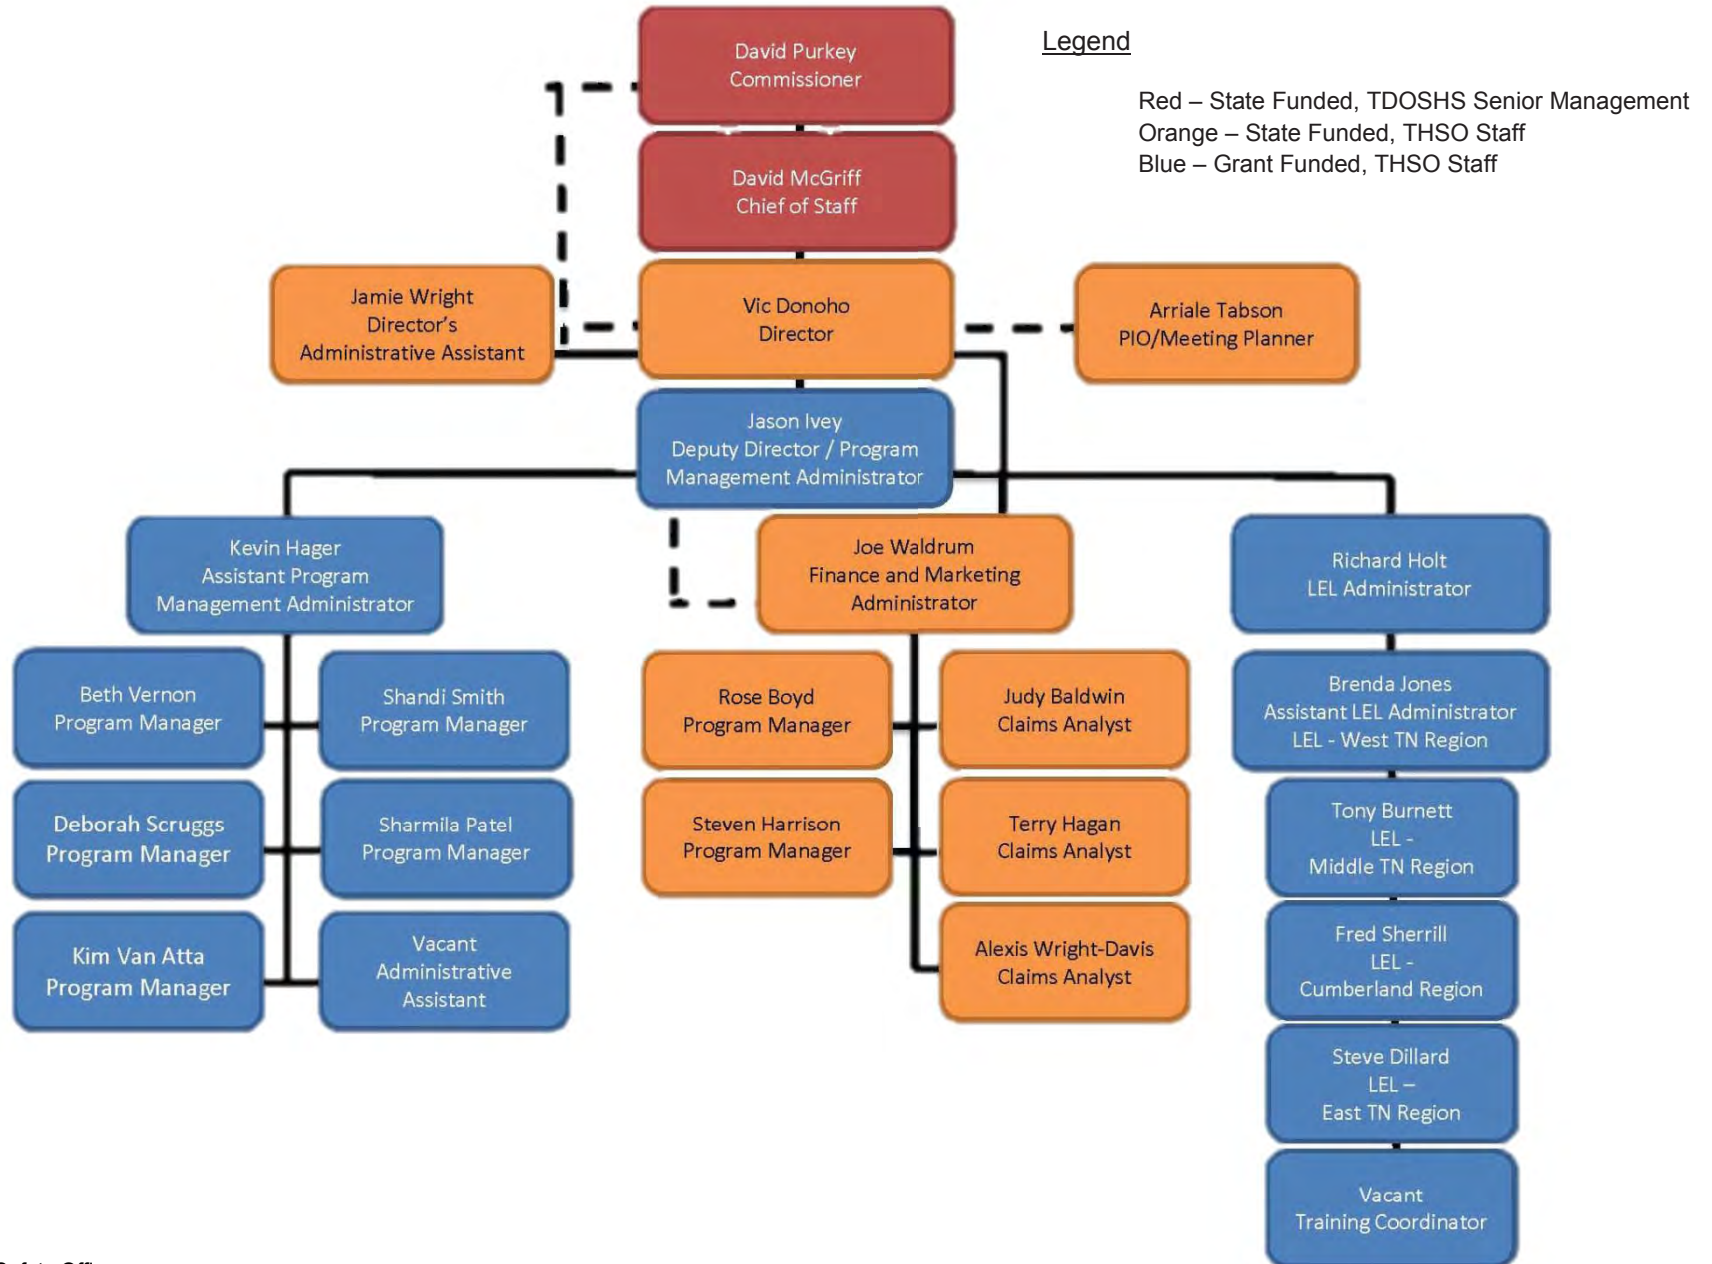 David Purkey
Commissioner
Legend
Red – State Funded, TDOSHS Senior Management
Orange – State Funded, THSO Staff
Blue – Grant Funded, THSO Staff
David McGriff
Chief of Staff
Jamie Wright
Director's
Administrative Assistant
Vic Donoho
Director
Arriale Tabson
PIO/Meeting Planner
Jason Ivey
Deputy Director / Program
Management Administrator
Kevin Hager
Assistant Program
Management Administrator
Joe Waldrum
Finance and Marketing
Administrator
Richard Holt
LEL Administrator
Beth Vernon
Program Manager
Shandi Smith
Program Manager
Deborah Scruggs
Program Manager
Sharmila Patel
Program Manager
Kim Van Atta
Program Manager
Vacant
Administrative
Assistant
Rose Boyd
Program Manager
Judy Baldwin
Claims Analyst
Steven Harrison
Program Manager
Terry Hagan
Claims Analyst
Alexis Wright-Davis
Claims Analyst
Brenda Jones
Assistant LEL Administrator
LEL - West TN Region
Tony Burnett
LEL -
Middle TN Region
Fred Sherrill
LEL -
Cumberland Region
Steve Dillard
LEL –
East TN Region
Vacant
Training Coordinator